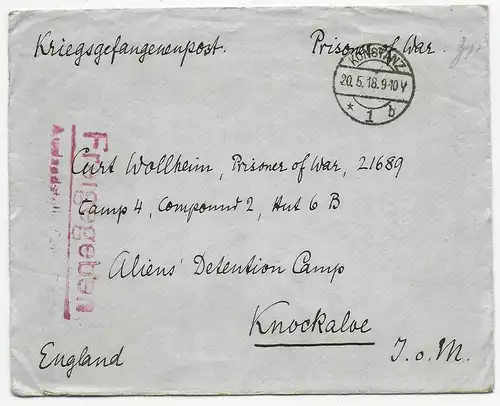 Kriegsgefangenenpost. Prisoner of War.
KONSTANZ
20.5.18.9-10V
* 1 b
Curt Wollheim, Prisoner of War, 21689
Camp 4, Compound 2, Hut 6 B
Aliens' Detention Camp
Knockaloe
England I.o.M.
Freigegeben